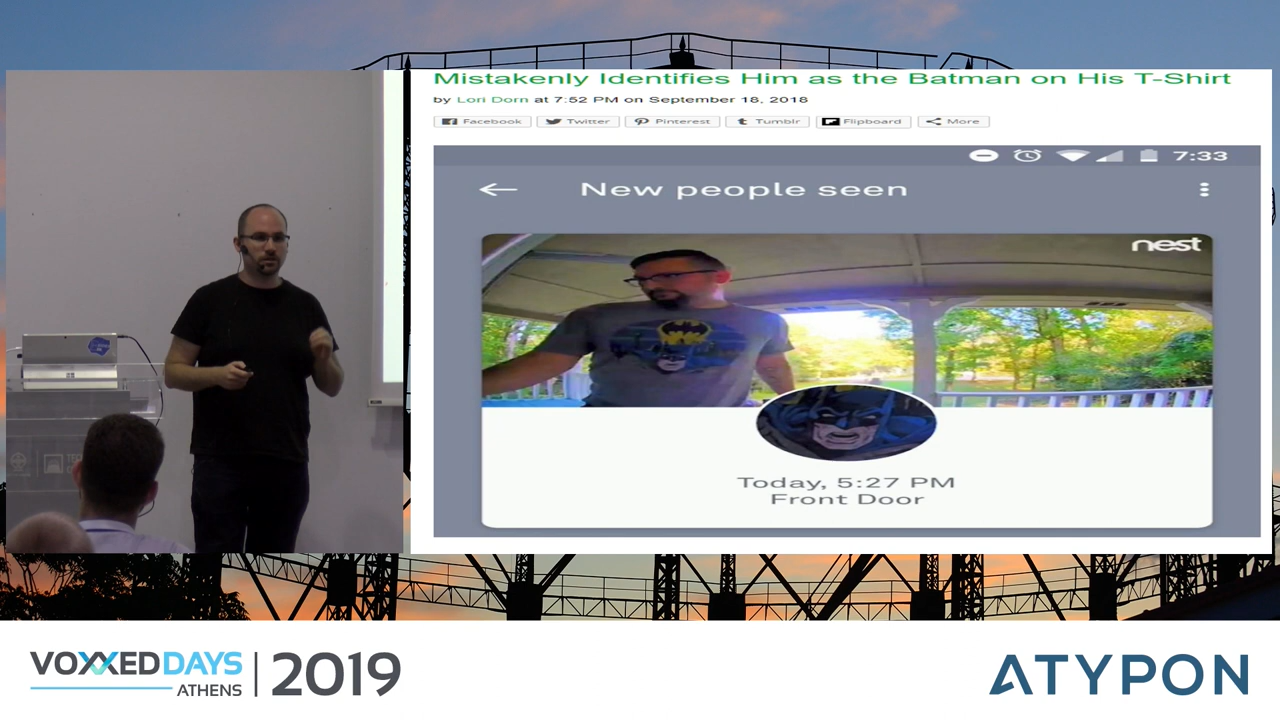 Mistakenly Identifies Him as the Batman on His T-Shirt
by Lori Dorn at 7:52 PM on September 18, 2018
Facebook Twitter Pinterest Tumblr Flipboard More
7:33
New people seen
nest
Today, 5:27 PM
Front Door
VOXXED DAYS ATHENS 2019
ATYPON